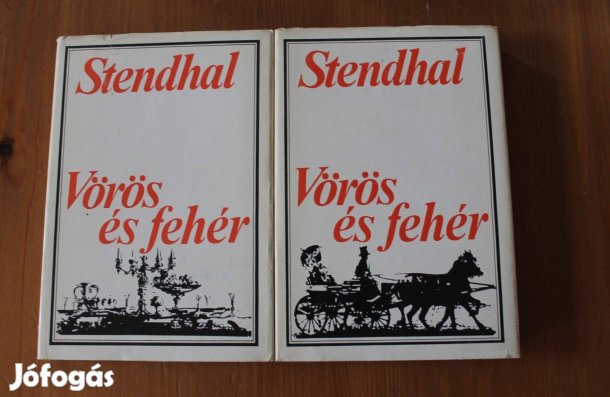 Stendhal
Vörös
és fehér
Stendhal
Vörös
és fehér
Jófogás